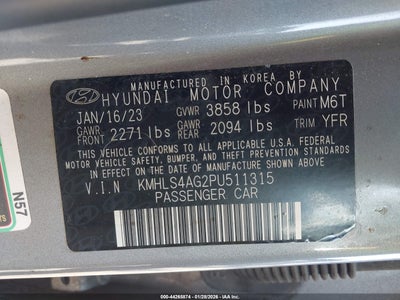 MANUFACTURED IN KOREA BY
HYUNDAI MOTOR COMPANY
JAN/16/23 GVWR 3858 lbs PAINT M6T
GAWR FRONT 2271 lbs GAWR REAR 2094 lbs TRIM YFR
THIS VEHICLE CONFORMS TO ALL APPLICABLE U.S. FEDERAL
MOTOR VEHICLE SAFETY, BUMPER, AND THEFT PREVENTION STANDARDS
IN EFFECT ON THE DATE OF MANUFACTURE SHOWN ABOVE.
V.I.N KMHLS4AG2PU511315
PASSENGER CAR
N57
STOCK: 44265874 | 01/28/2026 | IAA, INC.